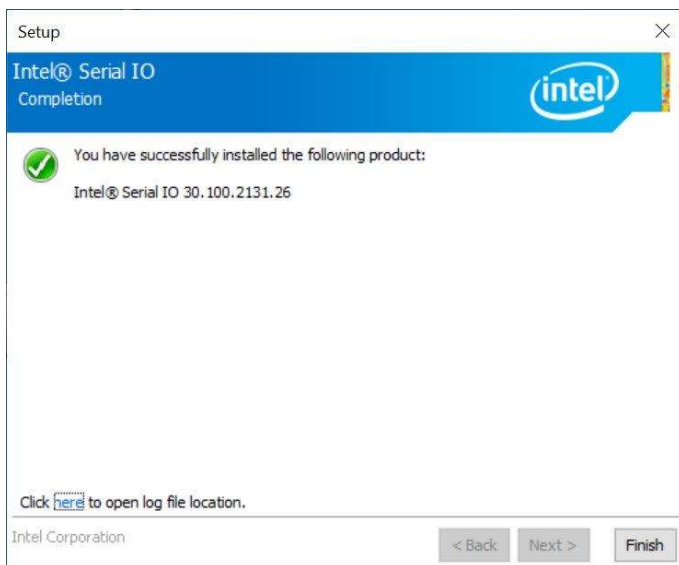 Setup
Intel® Serial IO
Completion
intel
You have successfully installed the following product:
Intel® Serial IO 30.100.2131.26
Click here to open log file location.
Intel Corporation
< Back Next > Finish